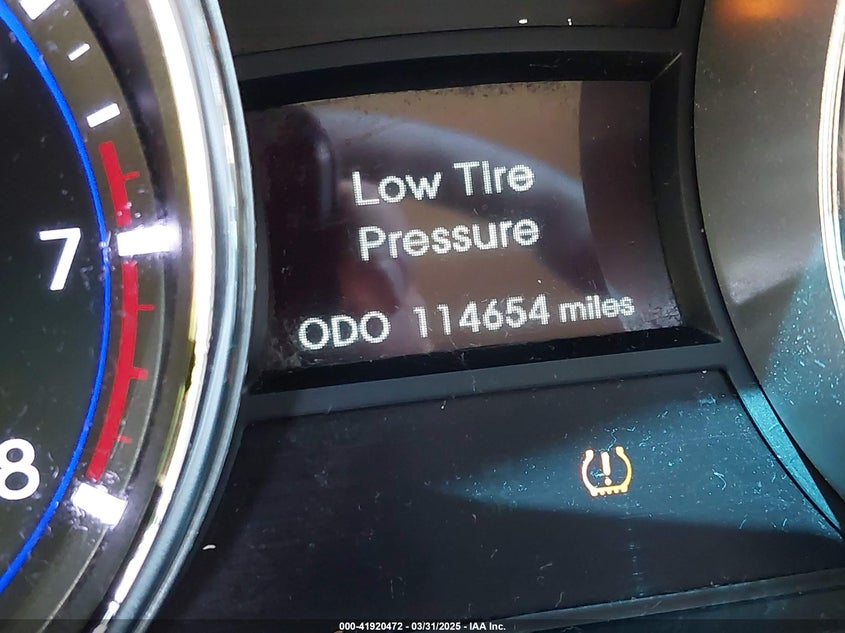 Low Tire
Pressure
ODO 114654 miles
7
8
000-41920472 - 03/31/2025 - IAA Inc.